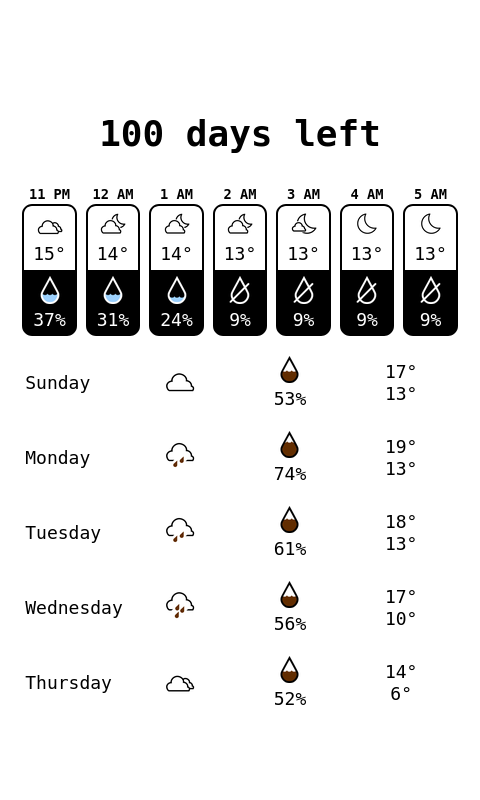 100 days left
11 PM 12 AM 1 AM 2 AM 3 AM 4 AM 5 AM
15° 14° 14° 13° 13° 13° 13°
37% 31% 24% 9% 9% 9% 9%
Sunday 53% 17° 13°
Monday 74% 19° 13°
Tuesday 61% 18° 13°
Wednesday 56% 17° 10°
Thursday 52% 14° 6°